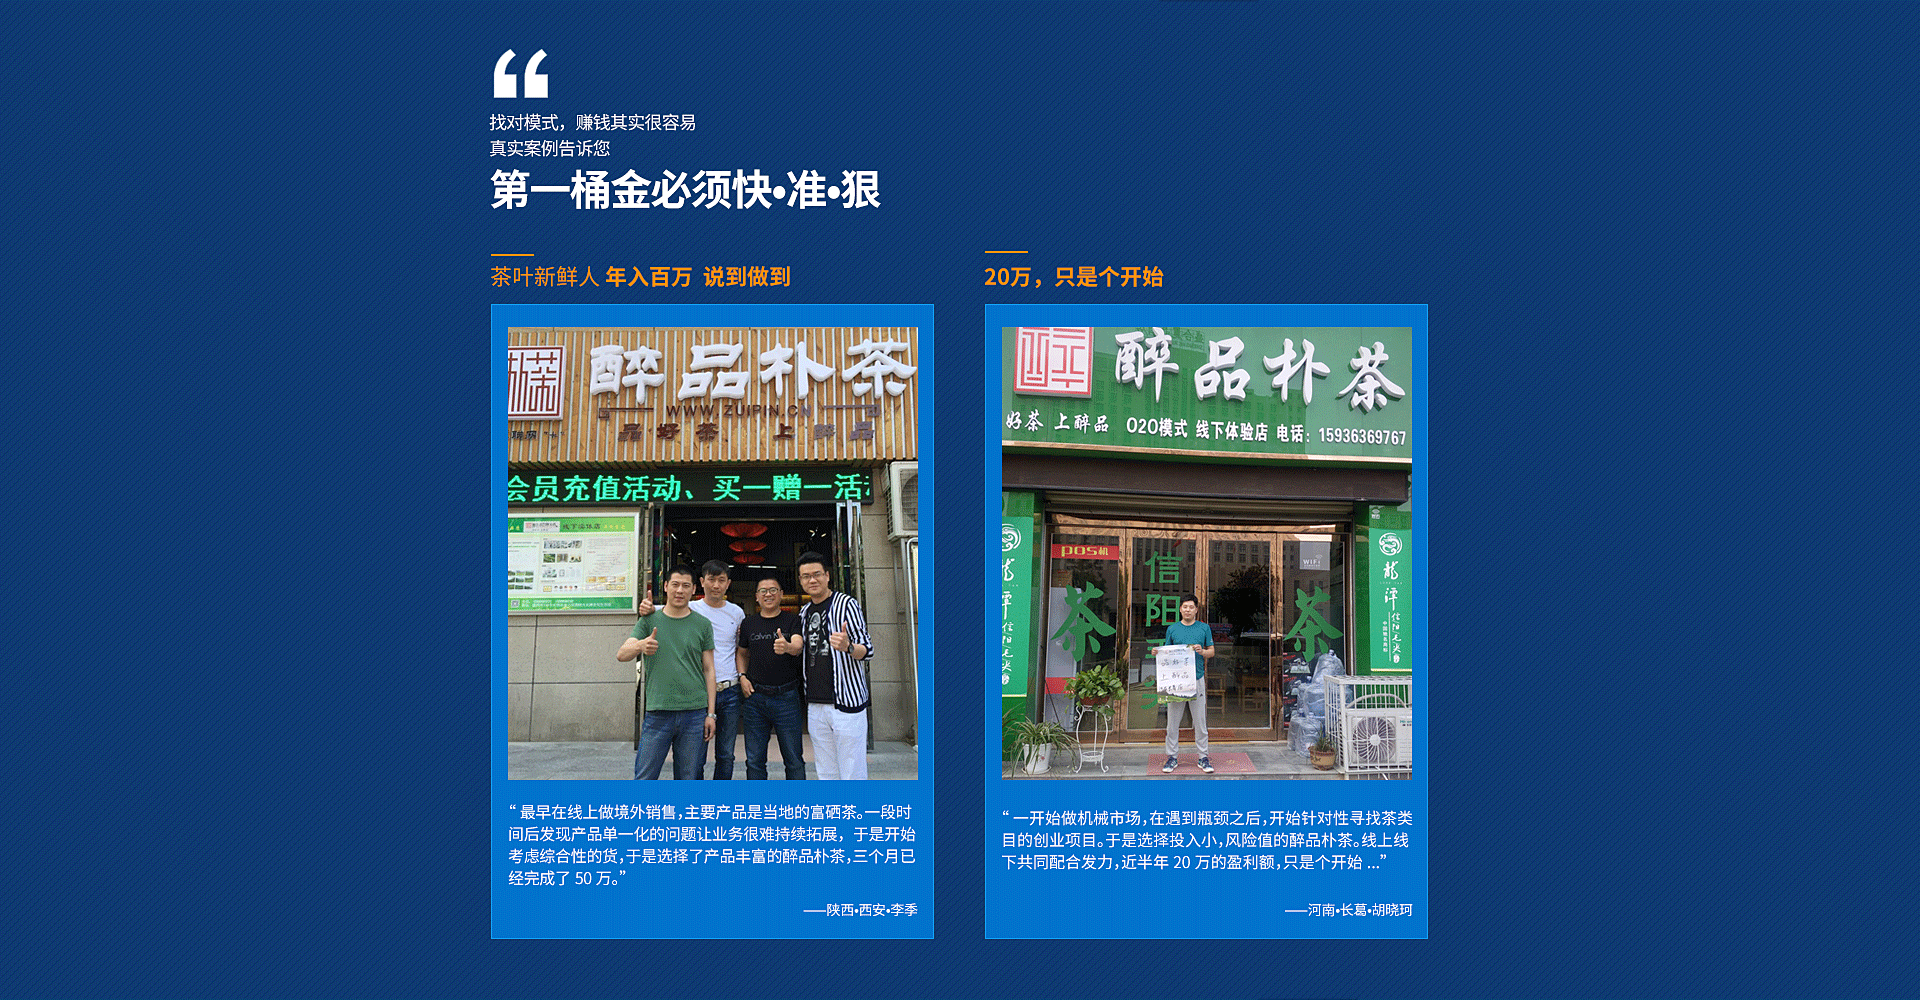 找对模式，赚钱其实很容易
真实案例告诉您
第一桶金必须快•准•狠
茶叶新鲜人 年入百万 说到做到
醉品朴茶
WWW.ZUIPIN.CN
品 好 茶 上 醉 品
会员充值活动、买一赠一活
“ 最早在线上做境外销售，主要产品是当地的富硒茶。一段时
间后发现产品单一化的问题让业务很难持续拓展，于是开始
考虑综合性的货，于是选择了产品丰富的醉品朴茶，三个月已
经完成了 50 万。”
——陕西•西安•李季
20万，只是个开始
醉品朴茶
好茶 上醉品 O2O模式 线下体验店 电话：15936369767
pos机
WiFi
信
阳
茶
茶
龙
潭
信
阳
毛
尖
“ 一开始做机械市场，在遇到瓶颈之后，开始针对性寻找茶类
目的创业项目。于是选择投入小，风险值的醉品朴茶。线上线
下共同配合发力，近半年 20 万的盈利额，只是个开始 ...”
——河南•长葛•胡晓珂